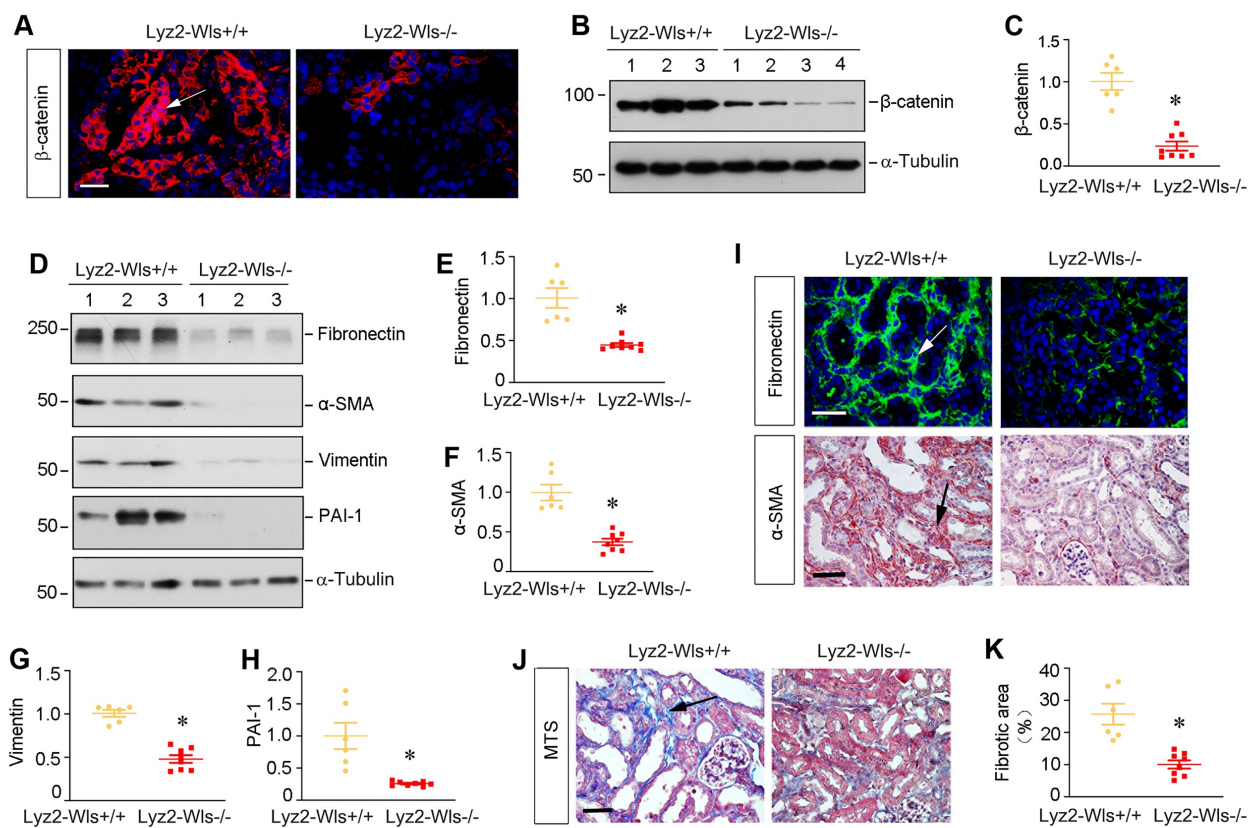 A
Lyz2-Wls+/+ Lyz2-Wls-/-
β-catenin
B
Lyz2-Wls+/+ Lyz2-Wls-/-
1 2 3 1 2 3 4
100
β-catenin
α-Tubulin
50
C
1.5
1.0
0.5
0.0
β-catenin
*
Lyz2-Wls+/+ Lyz2-Wls-/-
D
Lyz2-Wls+/+ Lyz2-Wls-/-
1 2 3 1 2 3
250
Fibronectin
50
α-SMA
50
Vimentin
50
PAI-1
50
α-Tubulin
E
1.5
1.0
0.5
0
Fibronectin
*
Lyz2-Wls+/+ Lyz2-Wls-/-
F
1.5
1.0
0.5
0
α-SMA
*
Lyz2-Wls+/+ Lyz2-Wls-/-
I
Lyz2-Wls+/+ Lyz2-Wls-/-
Fibronectin
α-SMA
G
1.5
1.0
0.5
0
Vimentin
*
Lyz2-Wls+/+ Lyz2-Wls-/-
H
2.0
1.5
1.0
0.5
0
PAI-1
*
Lyz2-Wls+/+ Lyz2-Wls-/-
J
Lyz2-Wls+/+ Lyz2-Wls-/-
MTS
K
40
30
20
10
0
Fibrotic area
（%）
*
Lyz2-Wls+/+ Lyz2-Wls-/-